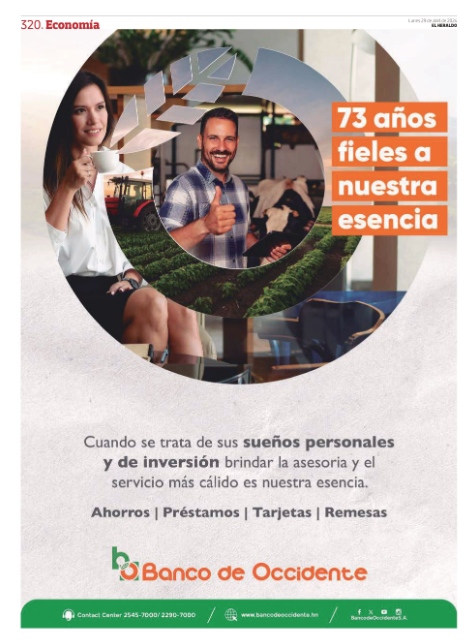 320. Economía
EL HERALDO
73 años
fieles a
nuestra
esencia
Cuando se trata de sus sueños personales
y de inversión brindar la asesoria y el
servicio más cálido es nuestra esencia.
Ahorros | Préstamos | Tarjetas | Remesas
bo Banco de Occidente
Contact Center 2545-7000/ 2290-7000 / www.bancodeoccidente.hn /
BancodeOccidenteS.A.